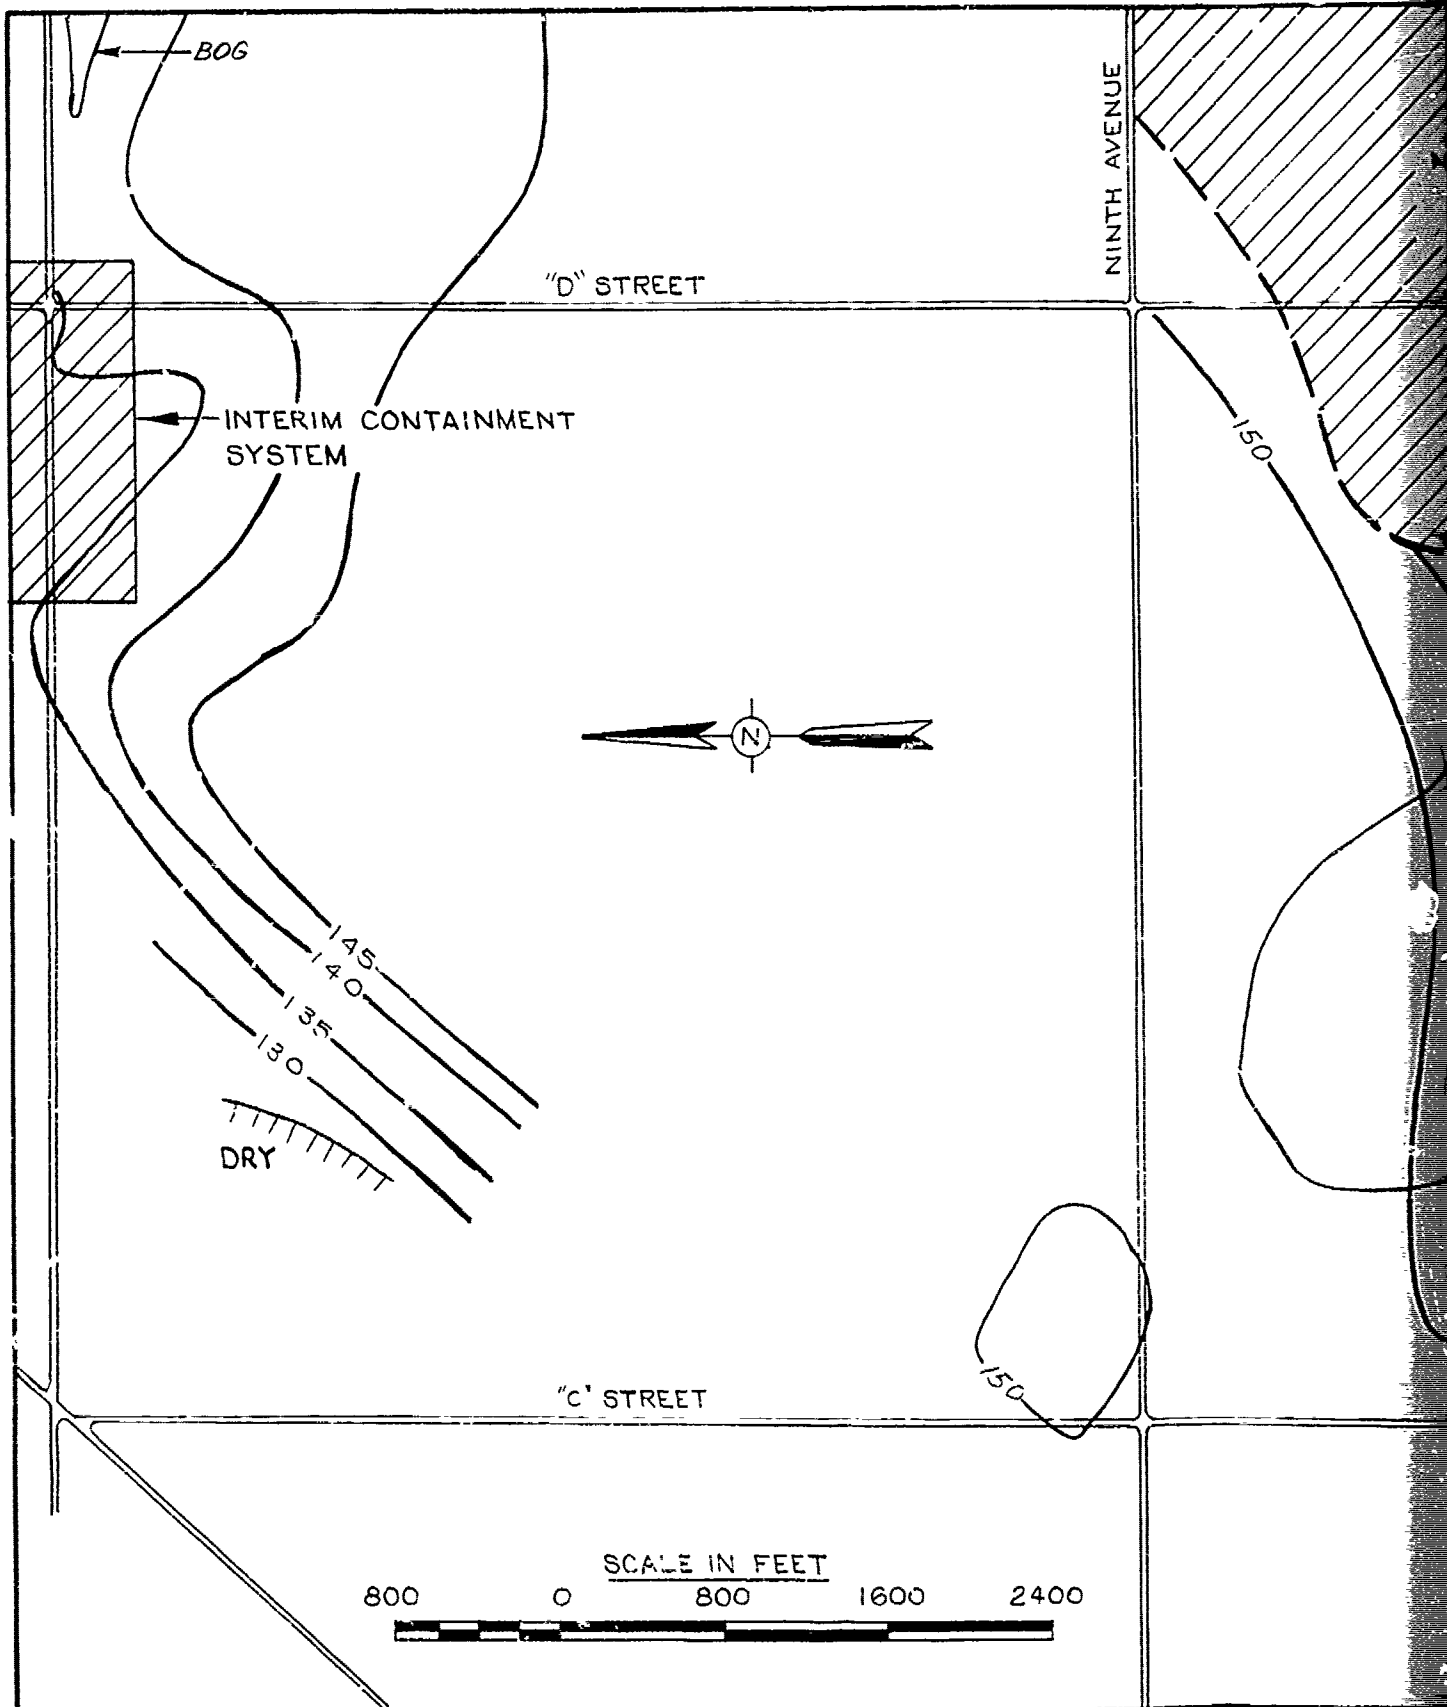 BOG
NINTH AVENUE
"D" STREET
INTERIM CONTAINMENT
SYSTEM
150
N
145
140
135
130
DRY
150
"C' STREET
SCALE IN FEET
800 0 800 1600 2400